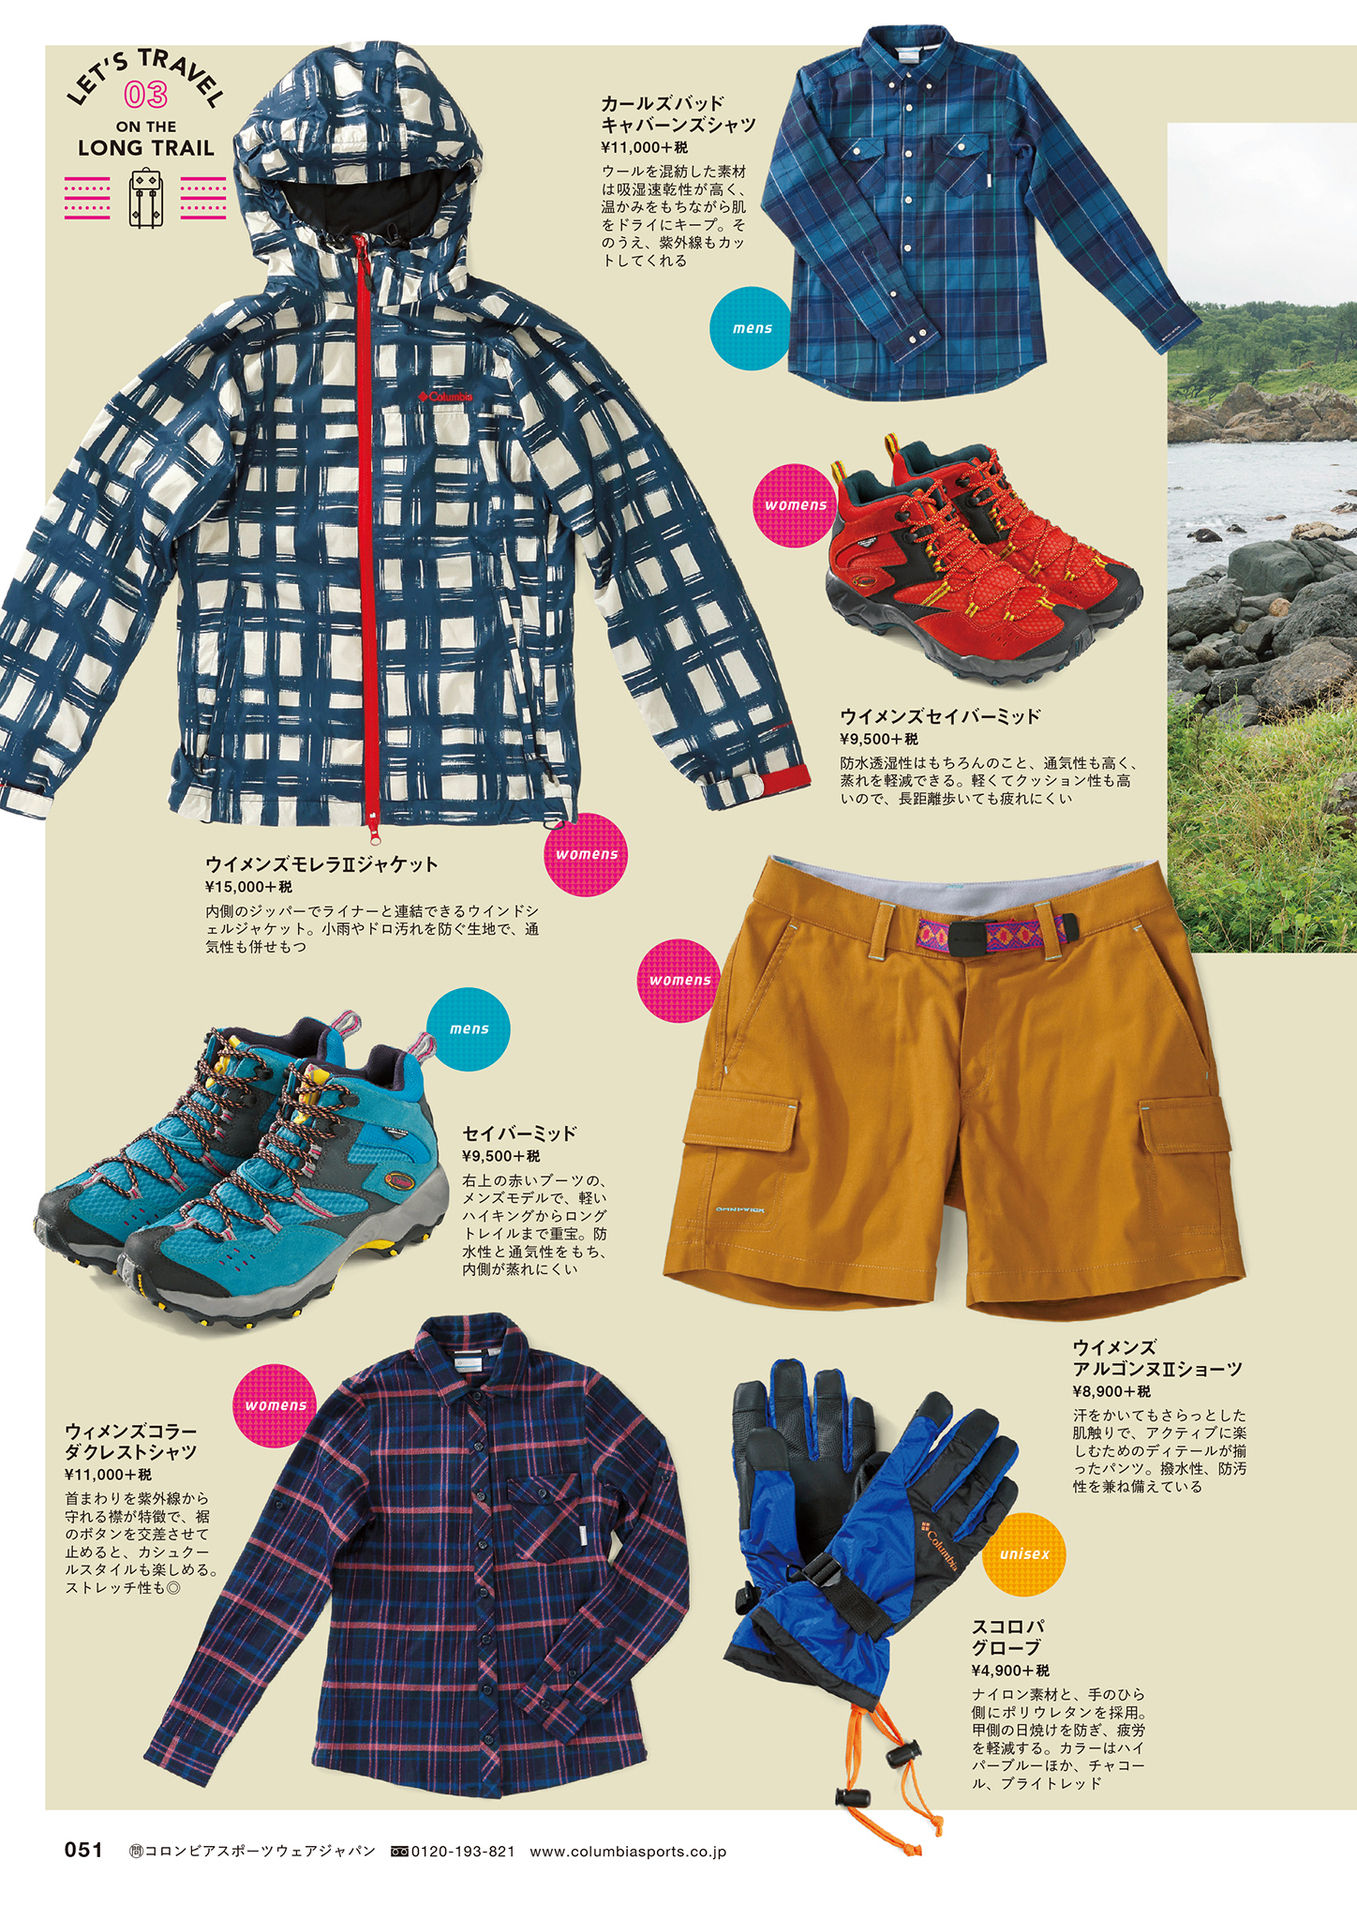 LET'S TRAVEL
03
ON THE
LONG TRAIL
カールズバッド
キャバーンズシャツ
¥11,000+税
ウールを混紡した素材
は吸湿速乾性が高く、
温かみをもちながら肌
をドライにキープ。そ
のうえ、紫外線もカッ
トしてくれる
mens
Columbia
womens
ウイメンズセイバーミッド
¥9,500+税
防水透湿性はもちろんのこと、通気性も高く、
蒸れを軽減できる。軽くてクッション性も高
いので、長距離歩いても疲れにくい
womens
ウイメンズモレラⅡジャケット
¥15,000+税
内側のジッパーでライナーと連結できるウインドシ
ェルジャケット。小雨やドロ汚れを防ぐ生地で、通
気性も併せもつ
womens
mens
セイバーミッド
¥9,500+税
右上の赤いブーツの、
メンズモデルで、軽い
ハイキングからロング
トレイルまで重宝。防
水性と通気性をもち、
内側が蒸れにくい
OMNI-WICK
ウイメンズ
アルゴンヌⅡショーツ
¥8,900+税
汗をかいてもさらっとした
肌触りで、アクティブに楽
しむためのディテールが揃
ったパンツ。撥水性、防汚
性を兼ね備えている
womens
ウィメンズコラー
ダクレストシャツ
¥11,000+税
首まわりを紫外線から
守れる襟が特徴で、裾
のボタンを交差させて
止めると、カシュクー
ルスタイルも楽しめる。
ストレッチ性も◎
Columbia
unisex
スコロパ
グローブ
¥4,900+税
ナイロン素材と、手のひら
側にポリウレタンを採用。
甲側の日焼けを防ぎ、疲労
を軽減する。カラーはハイ
パーブルーほか、チャコー
ル、ブライトレッド
051 ㉄コロンビアスポーツウェアジャパン 0120-193-821 www.columbiasports.co.jp